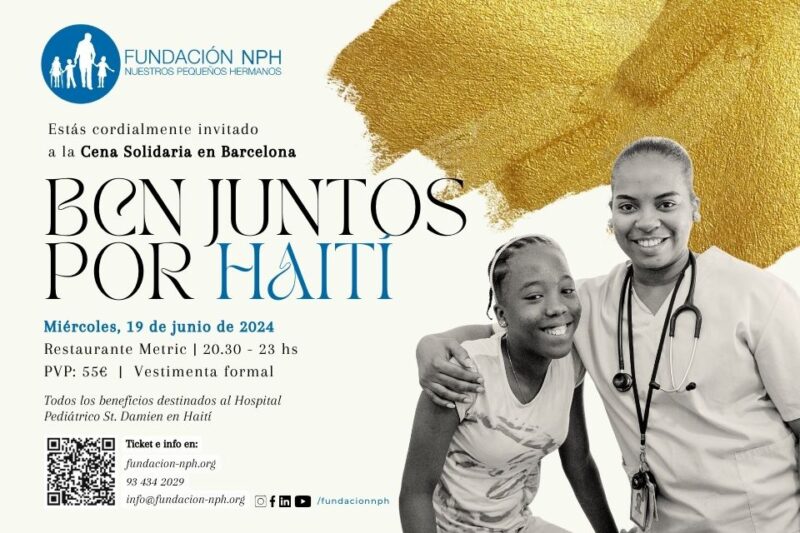 FUNDACIÓN NPH
NUESTROS PEQUEÑOS HERMANOS
Estás cordialmente invitado
a la Cena Solidaria en Barcelona
BCN JUNTOS
POR HAITÍ
Miércoles, 19 de junio de 2024
Restaurante Metric | 20.30 - 23 hs
PVP: 55€ | Vestimenta formal
Todos los beneficios destinados al Hospital
Pediátrico St. Damien en Haití
Ticket e info en:
fundacion-nph.org
93 434 2029
info@fundacion-nph.org
/fundacionnph